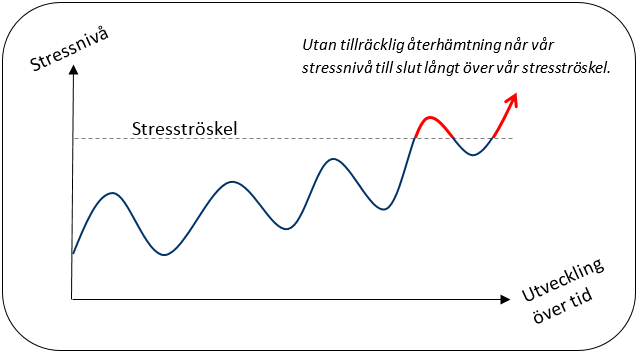 Stressnivå
Utan tillräcklig återhämtning når vår
stressnivå till slut långt över vår stresströskel.
Stresströskel
Utveckling
över tid